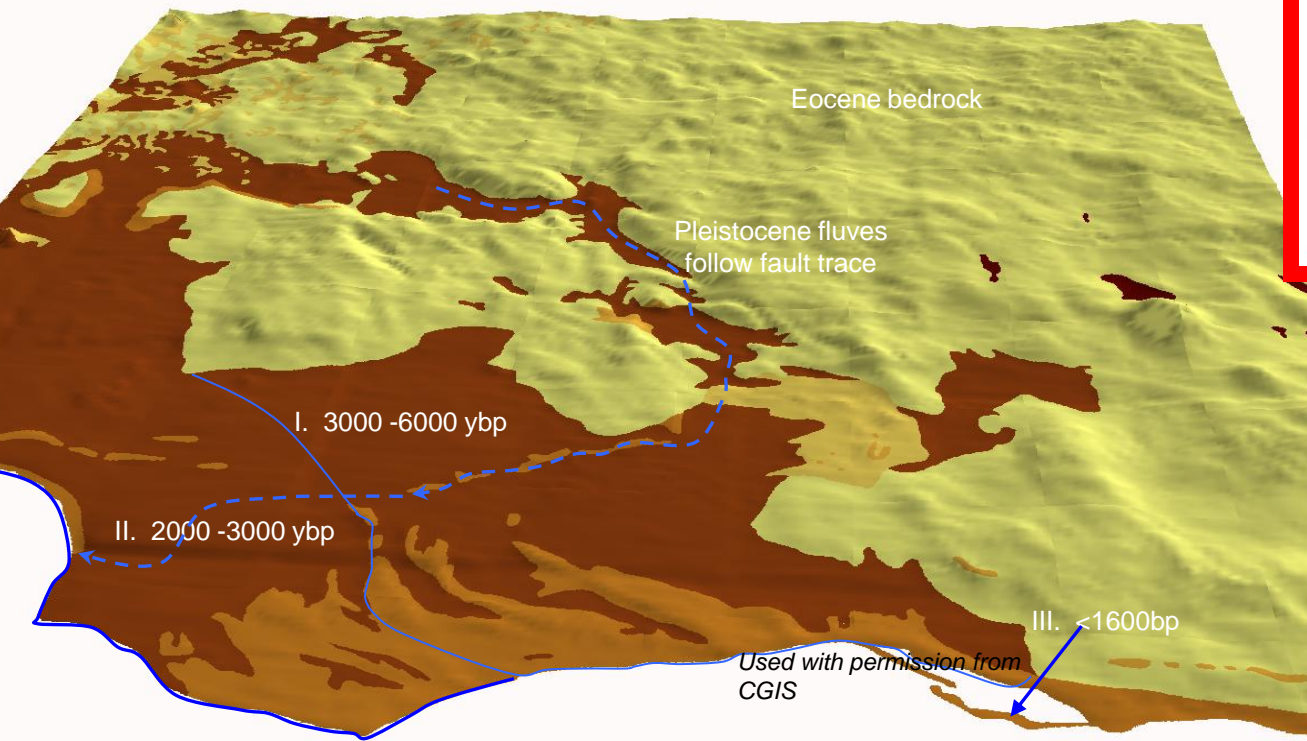 Eocene bedrock
Pleistocene fluves
follow fault trace
I. 3000 -6000 ybp
II. 2000 -3000 ybp
III. <1600bp
Used with permission from
CGIS